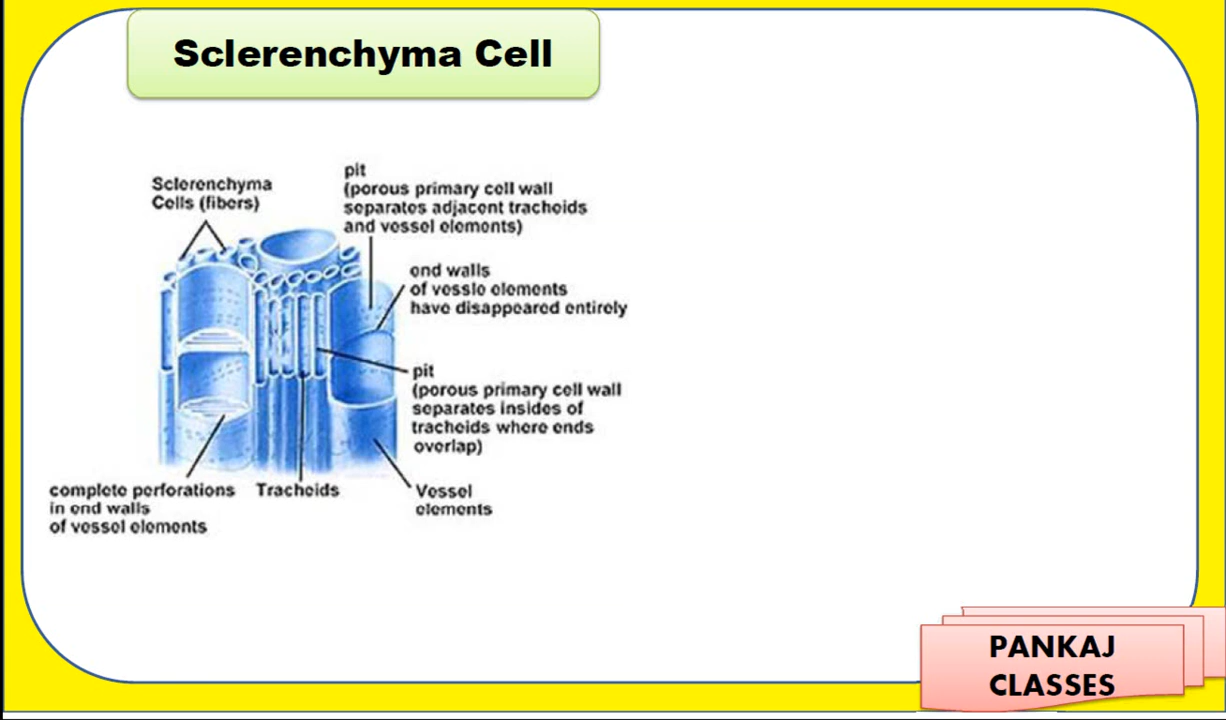 Sclerenchyma Cell
Sclerenchyma
Cells (fibers)
pit
(porous primary cell wall
separates adjacent tracheids
and vessel elements)
end walls
of vessle elements
have disappeared entirely
pit
(porous primary cell wall
separates insides of
tracheids where ends
overlap)
complete perforations
in end walls
of vessel elements
Tracheids
Vessel
elements
PANKAJ
CLASSES